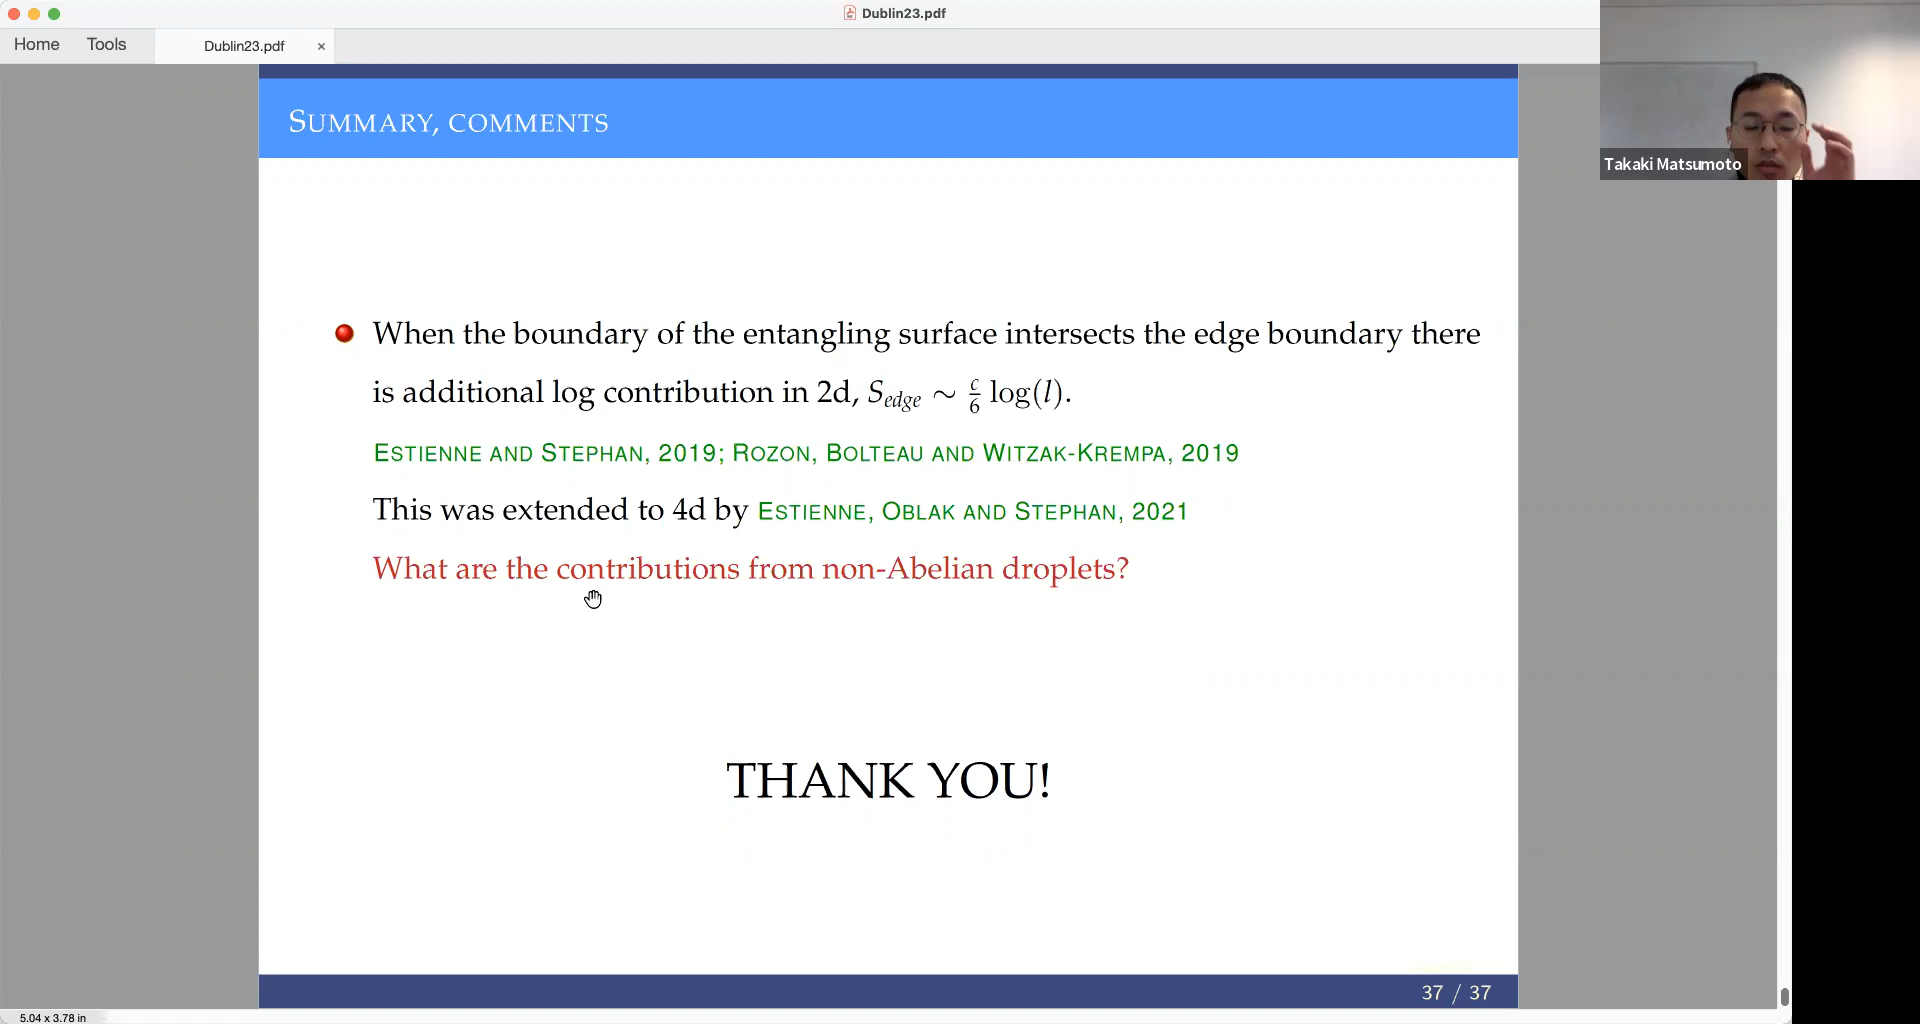 Dublin23.pdf
Home Tools Dublin23.pdf ×
Takaki Matsumoto
SUMMARY, COMMENTS
When the boundary of the entangling surface intersects the edge boundary there
is additional log contribution in 2d, S_edge ∼ c/6 log(l).
ESTIENNE AND STEPHAN, 2019; ROZON, BOLTEAU AND WITZAK-KREMPA, 2019
This was extended to 4d by ESTIENNE, OBLAK AND STEPHAN, 2021
What are the contributions from non-Abelian droplets?
THANK YOU!
37 / 37
5.04 x 3.78 in